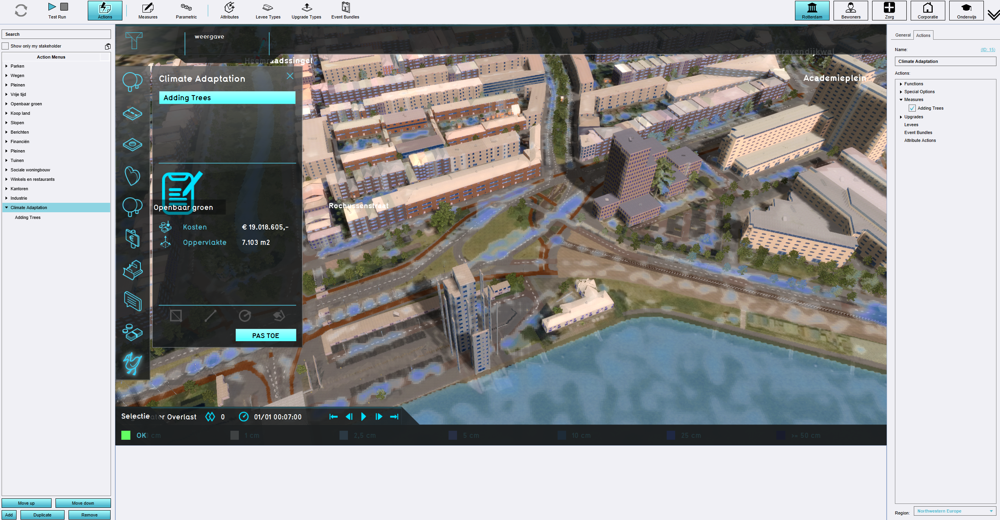 Test Run
Actions
Measures
Parametric
Attributes
Levee Types
Upgrade Types
Event Bundles
Rotterdam
Bewoners
Zorg
Corporatie
Onderwijs
Search
Show only my stakeholder
Action Menus
Parken
Wegen
Pleinen
Vrije tijd
Openbaar groen
Koop land
Slopen
Berichten
Financiën
Pleinen
Tuinen
Sociale woningbouw
Winkels en restaurants
Kantoren
Industrie
Climate Adaptation
Adding Trees
Move up
Move down
Add
Duplicate
Remove
weergave
Heemraadssingel
's-Gravendijkwal
Academieplein
Rochussenstraat
Climate Adaptation
Adding Trees
Openbaar groen
Kosten € 19.018.605,-
Oppervlakte 7.103 m2
PAS TOE
Selectie
Overlast 0 01/01 00:07:00
OK
0 cm
1 cm
2,5 cm
5 cm
10 cm
25 cm
>= 50 cm
General
Actions
Name:
(ID: 15)
Climate Adaptation
Actions:
Functions
Special Options
Measures
Adding Trees
Upgrades
Levees
Event Bundles
Attribute Actions
Region:
Northwestern Europe